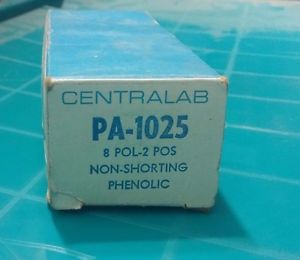 CENTRALAB
PA-1025
8 POL-2 POS
NON-SHORTING
PHENOLIC